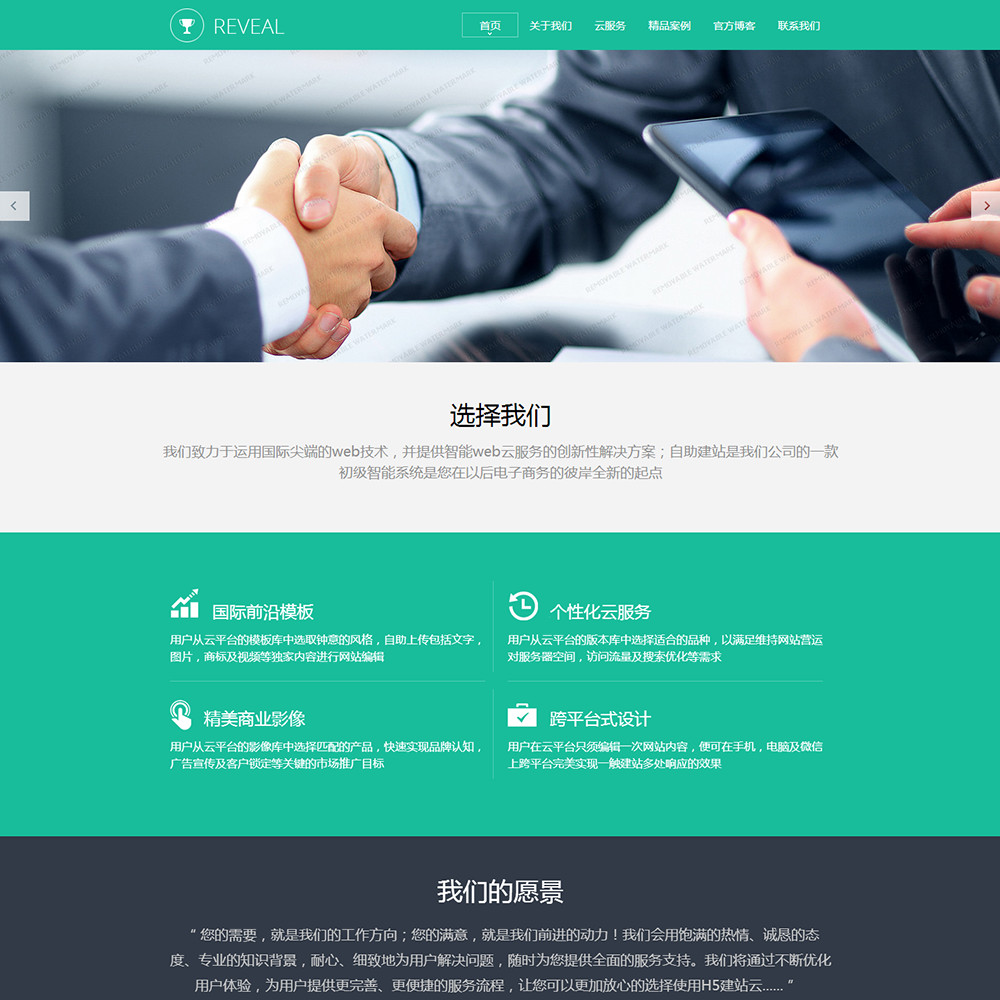 REVEAL
首页 关于我们 云服务 精品案例 官方博客 联系我们
选择我们
我们致力于运用国际尖端的web技术，并提供智能web云服务的创新性解决方案；自助建站是我们公司的一款
初级智能系统是您在以后电子商务的彼岸全新的起点
国际前沿模板
用户从云平台的模板库中选取钟意的风格，自助上传包括文字，
图片，商标及视频等独家内容进行网站编辑
个性化云服务
用户从云平台的版本库中选择适合的品种，以满足维持网站营运
对服务器空间，访问流量及搜索优化等需求
精美商业影像
用户从云平台的影像库中选择匹配的产品，快速实现品牌认知，
广告宣传及客户锁定等关键的市场推广目标
跨平台式设计
用户在云平台只须编辑一次网站内容，便可在手机，电脑及微信
上跨平台完美实现一触建站多处响应的效果
我们的愿景
“ 您的需要，就是我们的工作方向；您的满意，就是我们前进的动力！我们会用饱满的热情、诚恳的态
度、专业的知识背景，耐心、细致地为用户解决问题，随时为您提供全面的服务支持。我们将通过不断优化
用户体验，为用户提供更完善、更便捷的服务流程，让您可以更加放心的选择使用H5建站云...... ”
REMOVABLE WATERMARK